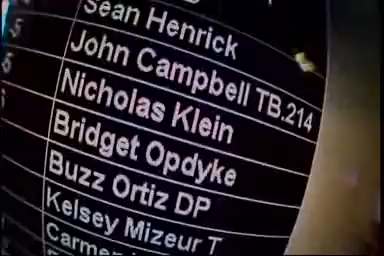 Sean Henrick
John Campbell TB.214
Nicholas Klein
Bridget Opdyke
Buzz Ortiz DP
Kelsey Mizeur T